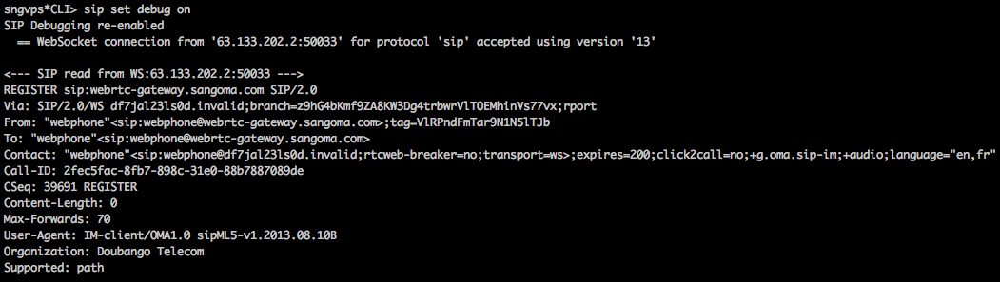 sngvps*CLI> sip set debug on
SIP Debugging re-enabled
== WebSocket connection from '63.133.202.2:50033' for protocol 'sip' accepted using version '13'
<--- SIP read from WS:63.133.202.2:50033 --->
REGISTER sip:webrtc-gateway.sangoma.com SIP/2.0
Via: SIP/2.0/WS df7jal23ls0d.invalid;branch=z9hG4bKmf9ZA8KW3Dg4trbwrVlTOEMhinVs77vx;rport
From: "webphone"<sip:webphone@webrtc-gateway.sangoma.com>;tag=VlRPndFmTar9N1N5lTJb
To: "webphone"<sip:webphone@webrtc-gateway.sangoma.com>
Contact: "webphone"<sip:webphone@df7jal23ls0d.invalid;rtcweb-breaker=no;transport=ws>;expires=200;click2call=no;+g.oma.sip-im;+audio;language="en,fr"
Call-ID: 2fec5fac-8fb7-898c-31e0-88b7887089de
CSeq: 39691 REGISTER
Content-Length: 0
Max-Forwards: 70
User-Agent: IM-client/OMA1.0 sipML5-v1.2013.08.10B
Organization: Doubango Telecom
Supported: path